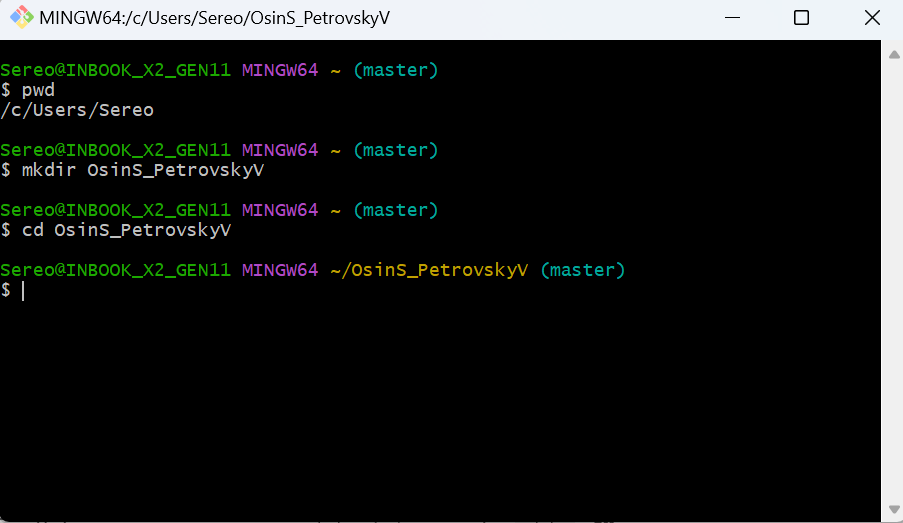 MINGW64:/c/Users/Sereo/OsinS_PetrovskyV
Sereo@INBOOK_X2_GEN11 MINGW64 ~ (master)
$ pwd
/c/Users/Sereo
Sereo@INBOOK_X2_GEN11 MINGW64 ~ (master)
$ mkdir OsinS_PetrovskyV
Sereo@INBOOK_X2_GEN11 MINGW64 ~ (master)
$ cd OsinS_PetrovskyV
Sereo@INBOOK_X2_GEN11 MINGW64 ~/OsinS_PetrovskyV (master)
$